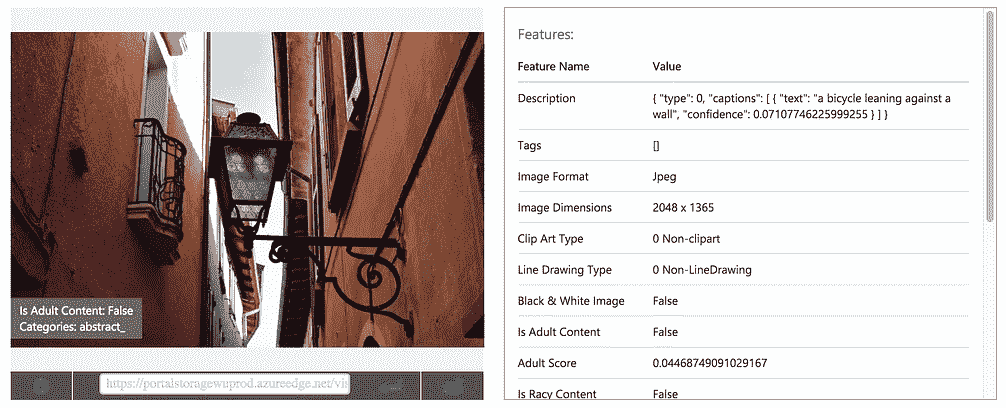 Is Adult Content: False
Categories: abstract_
https://portalstoragewuprod.azureedge.net/vis
Features:
Feature Name Value
Description { "type": 0, "captions": [ { "text": "a bicycle leaning against a
wall", "confidence": 0.07107746225999255 } ] }
Tags []
Image Format Jpeg
Image Dimensions 2048 x 1365
Clip Art Type 0 Non-clipart
Line Drawing Type 0 Non-LineDrawing
Black & White Image False
Is Adult Content False
Adult Score 0.04468749091029167
Is Racy Content False